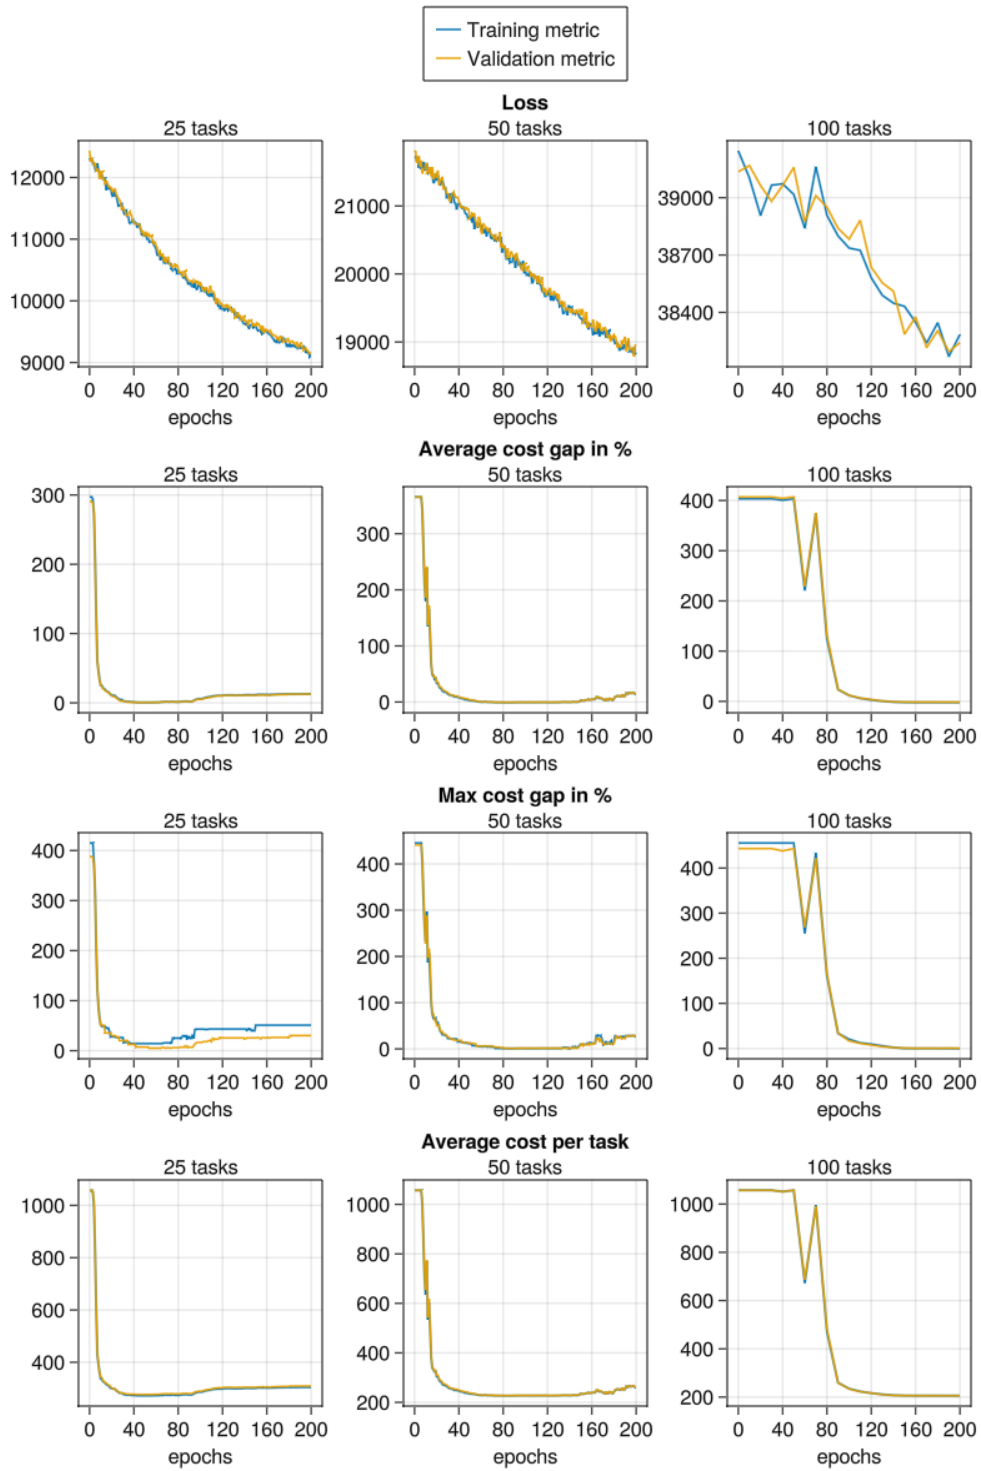 Training metric
Validation metric
Loss
25 tasks
50 tasks
100 tasks
12000
11000
10000
9000
0 40 80 120 160 200
epochs
21000
20000
19000
0 40 80 120 160 200
epochs
39000
38700
38400
0 40 80 120 160 200
epochs
Average cost gap in %
25 tasks
50 tasks
100 tasks
300
200
100
0
0 40 80 120 160 200
epochs
300
200
100
0
0 40 80 120 160 200
epochs
400
300
200
100
0
0 40 80 120 160 200
epochs
Max cost gap in %
25 tasks
50 tasks
100 tasks
400
300
200
100
0
0 40 80 120 160 200
epochs
400
300
200
100
0
0 40 80 120 160 200
epochs
400
300
200
100
0
0 40 80 120 160 200
epochs
Average cost per task
25 tasks
50 tasks
100 tasks
1000
800
600
400
0 40 80 120 160 200
epochs
1000
800
600
400
200
0 40 80 120 160 200
epochs
1000
800
600
400
200
0 40 80 120 160 200
epochs